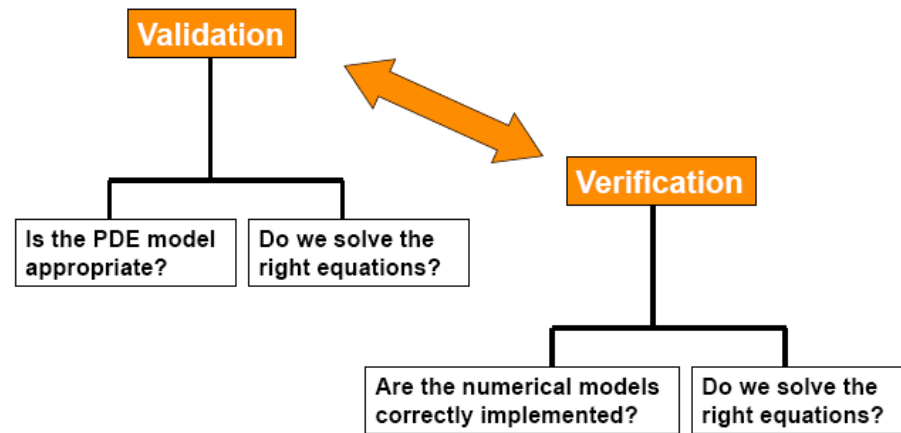 Validation
Verification
Is the PDE model
appropriate?
Do we solve the
right equations?
Are the numerical models
correctly implemented?
Do we solve the
right equations?